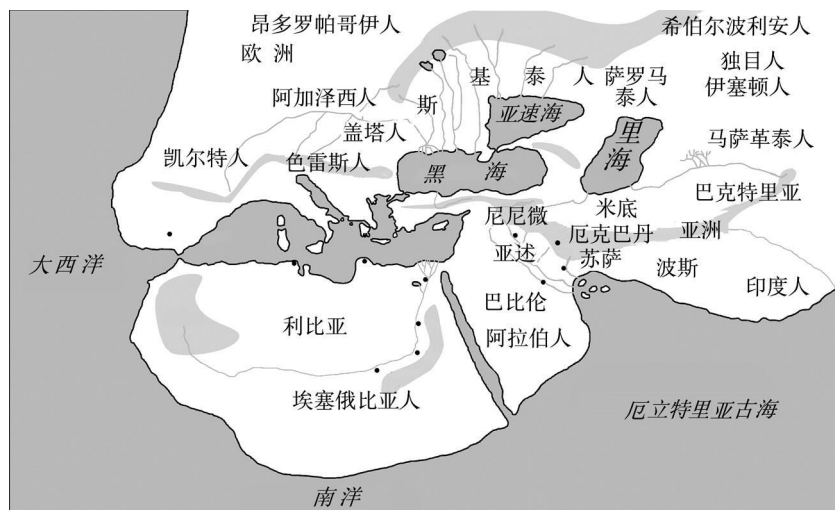 昂多罗帕哥伊人
欧洲
希伯尔波利安人
独目人
伊塞顿人
斯基泰人
萨罗马
泰人
阿加泽西人
亚速海
盖塔人
里海
马萨革泰人
凯尔特人
色雷斯人
黑海
巴克特里亚
尼尼微
米底
亚述
厄克巴丹
亚洲
苏萨
波斯
大西洋
巴比伦
印度人
利比亚
阿拉伯人
埃塞俄比亚人
厄立特里亚古海
南洋